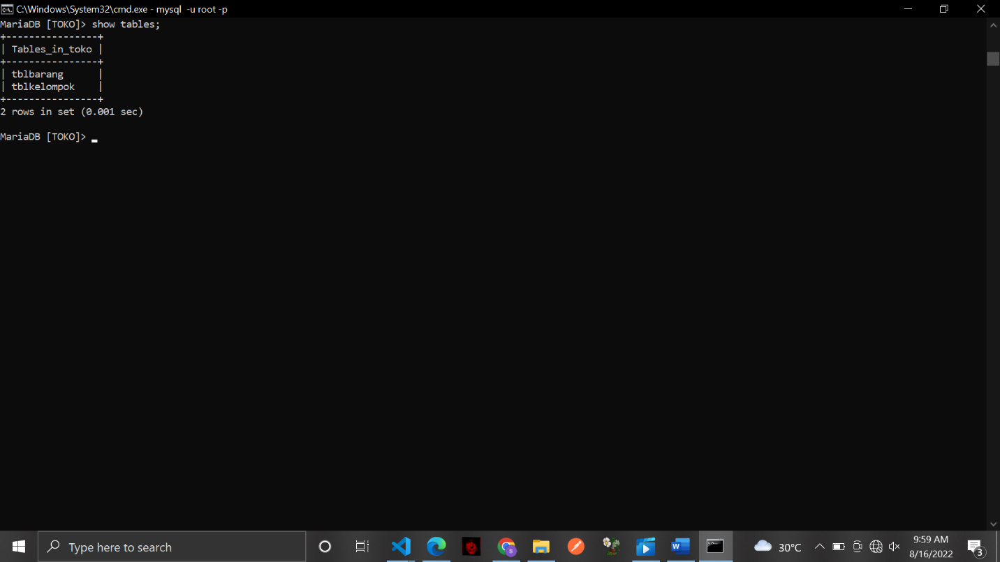 C:\Windows\System32\cmd.exe - mysql  -u root -p
MariaDB [TOKO]> show tables;
+----------------+
| Tables_in_toko |
+----------------+
| tblbarang      |
| tblkelompok    |
+----------------+
2 rows in set (0.001 sec)
MariaDB [TOKO]>
Type here to search
30°C
9:59 AM
8/16/2022
3